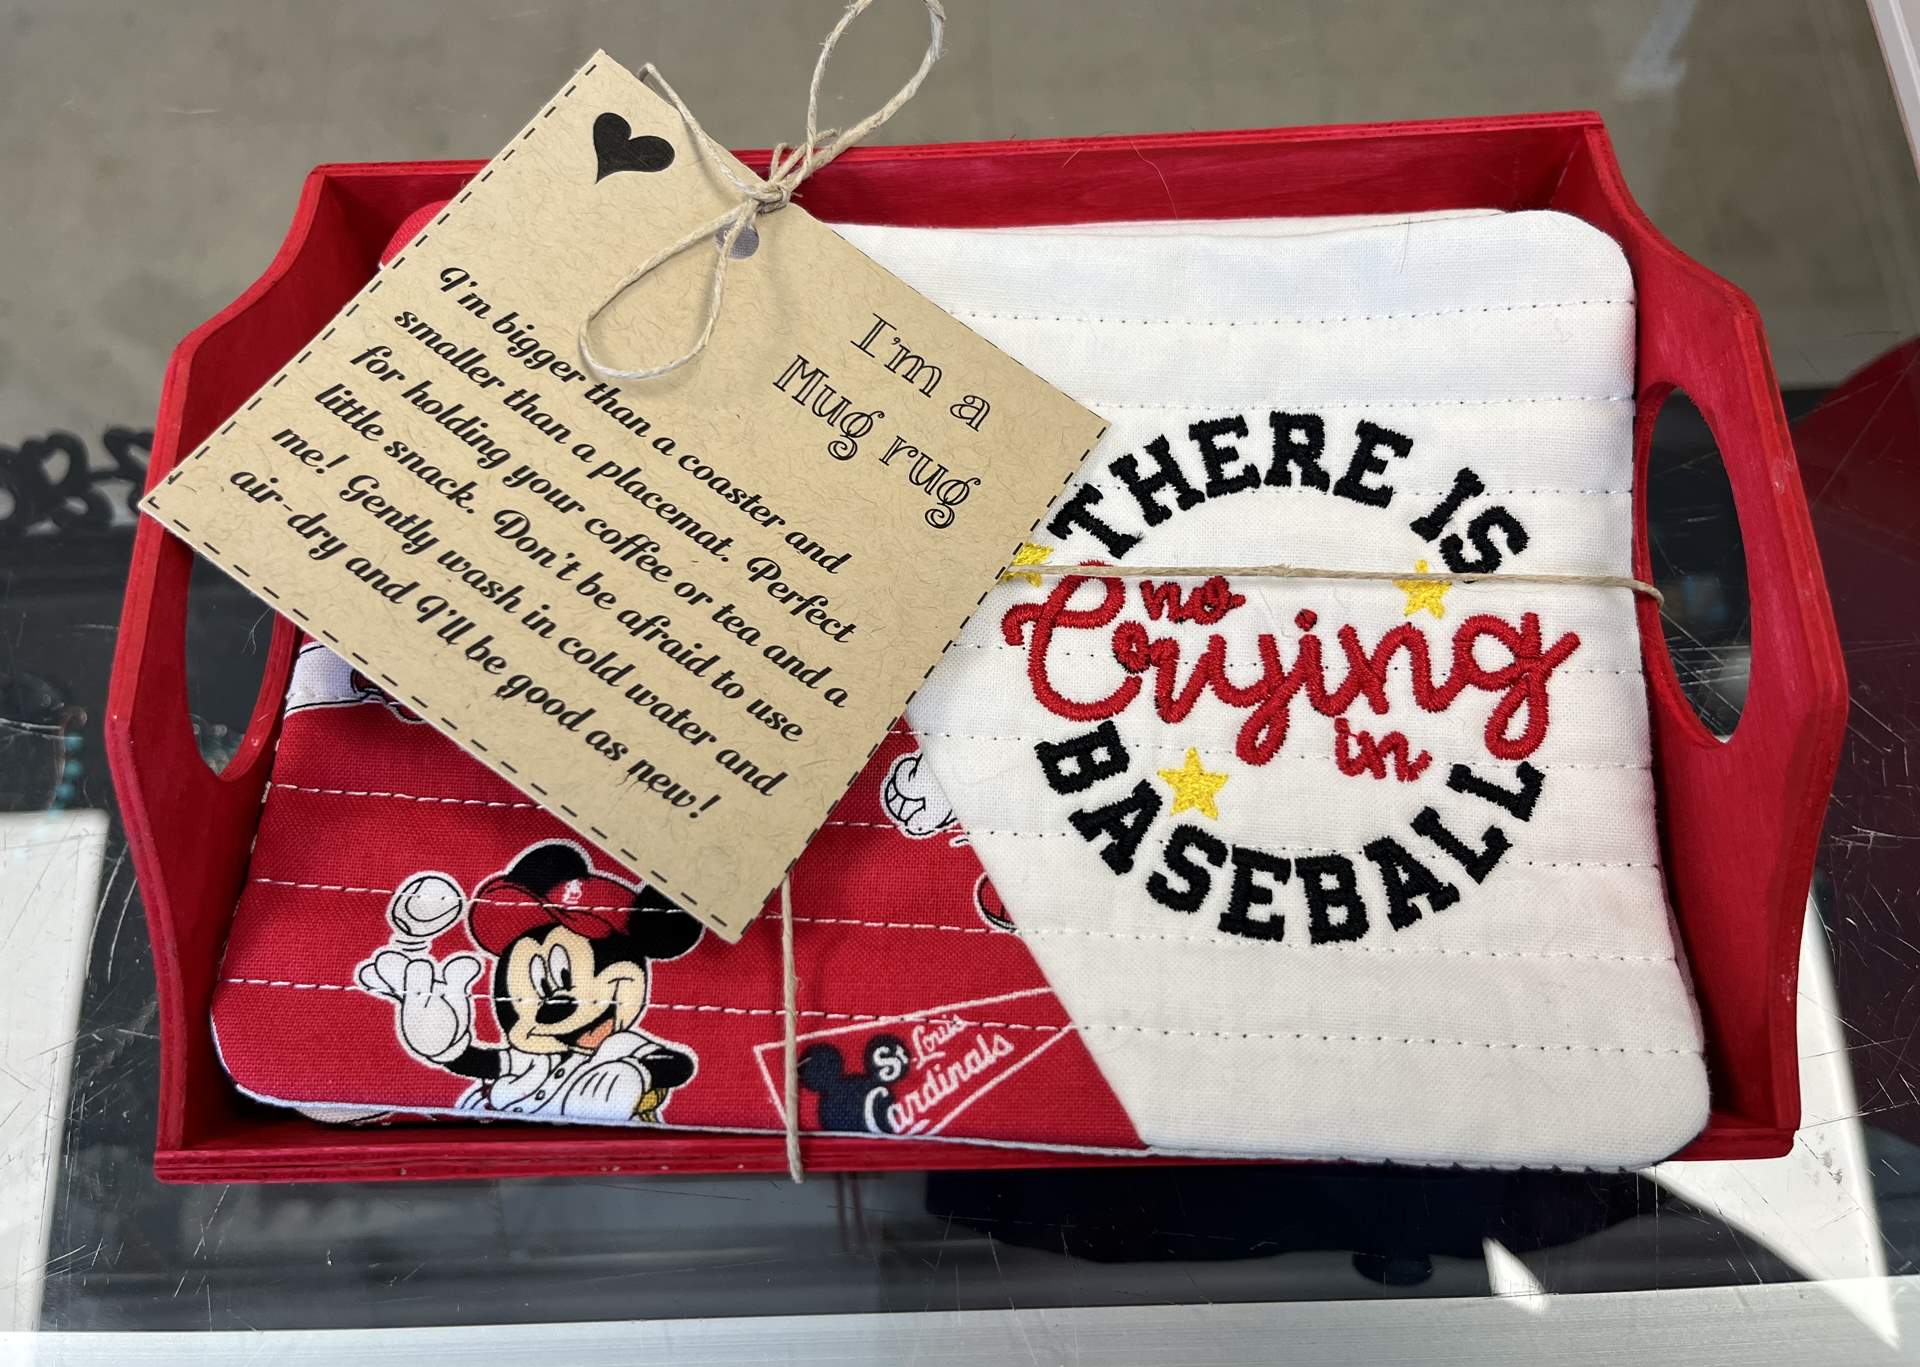 I'm a
Mug rug
I'm bigger than a coaster and
smaller than a placemat. Perfect
for holding your coffee or tea and a
little snack. Don't be afraid to use
me! Gently wash in cold water and
air-dry and I'll be good as new!
THERE IS
no
Crying
in
BASEBALL
St. Louis
Cardinals